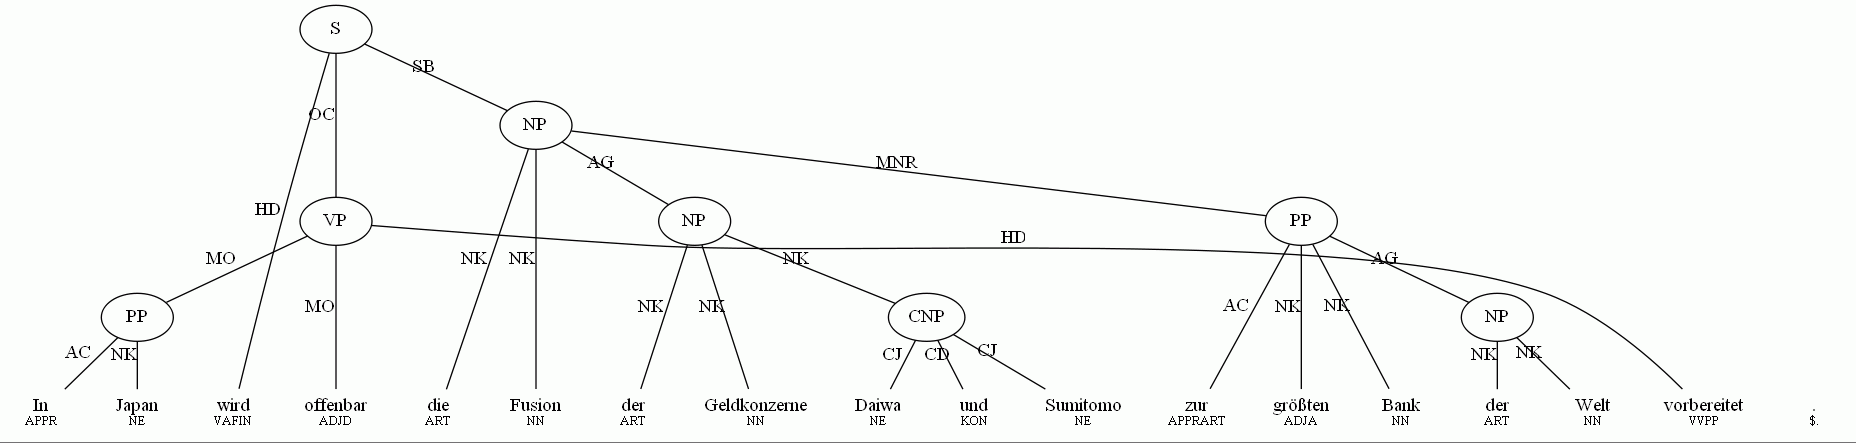 S
SB
OC
NP
AG
MNR
HD
VP
NP
PP
HD
MO
NK
NK
NK
AG
MO
NK
NK
AC
NK
NK
PP
CNP
NP
AC
NK
CJ
CD
CJ
NK
NK
In Japan wird offenbar die Fusion der Geldkonzerne Daiwa und Sumitomo zur größten Bank der Welt vorbereitet .
APPR NE VAFIN ADJD ART NN ART NN NE KON NE APPRART ADJA NN ART NN VVPP $.